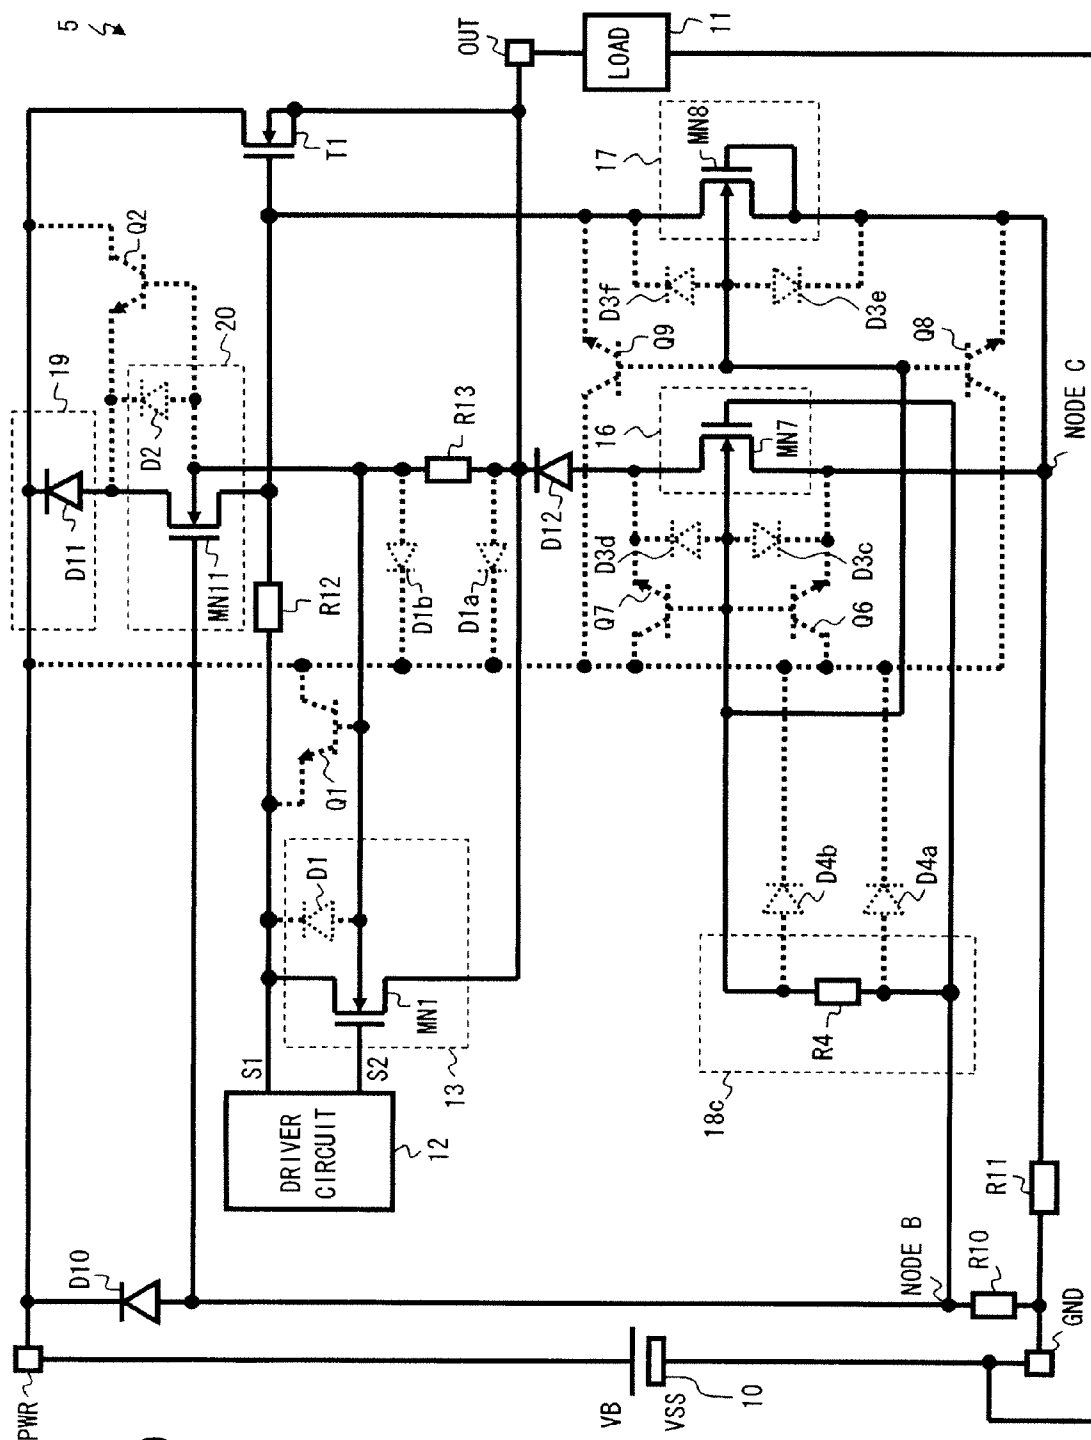 5
PWR
D10
VB
VSS
10
GND
R10
NODE B
R11
NODE C
DRIVER
CIRCUIT
12
S1
S2
13
MN1
D1
Q1
R12
D1b
D1a
R13
D12
D11
19
MN11
D2
20
Q2
T1
OUT
LOAD
11
16
MN7
D3d
D3c
Q7
Q6
17
MN8
D3f
D3e
Q9
Q8
18c
R4
D4b
D4a